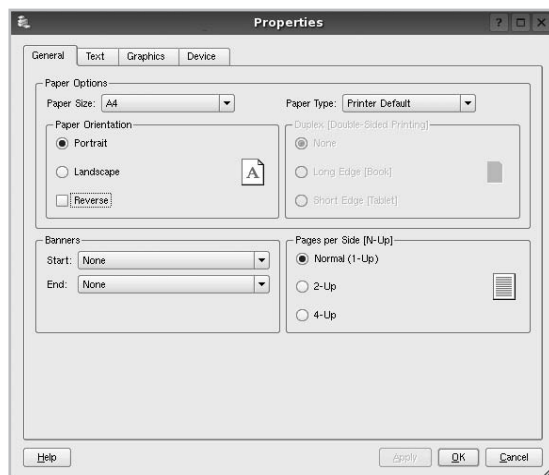 Properties
General Text Graphics Device
Paper Options
Paper Size: A4 Paper Type: Printer Default
Paper Orientation
Portrait
Landscape
Reverse
A
Duplex [Double-Sided Printing]
None
Long Edge [Book]
Short Edge [Tablet]
Banners
Start: None
End: None
Pages per Side [N-Up]
Normal (1-Up)
2-Up
4-Up
Help Apply OK Cancel